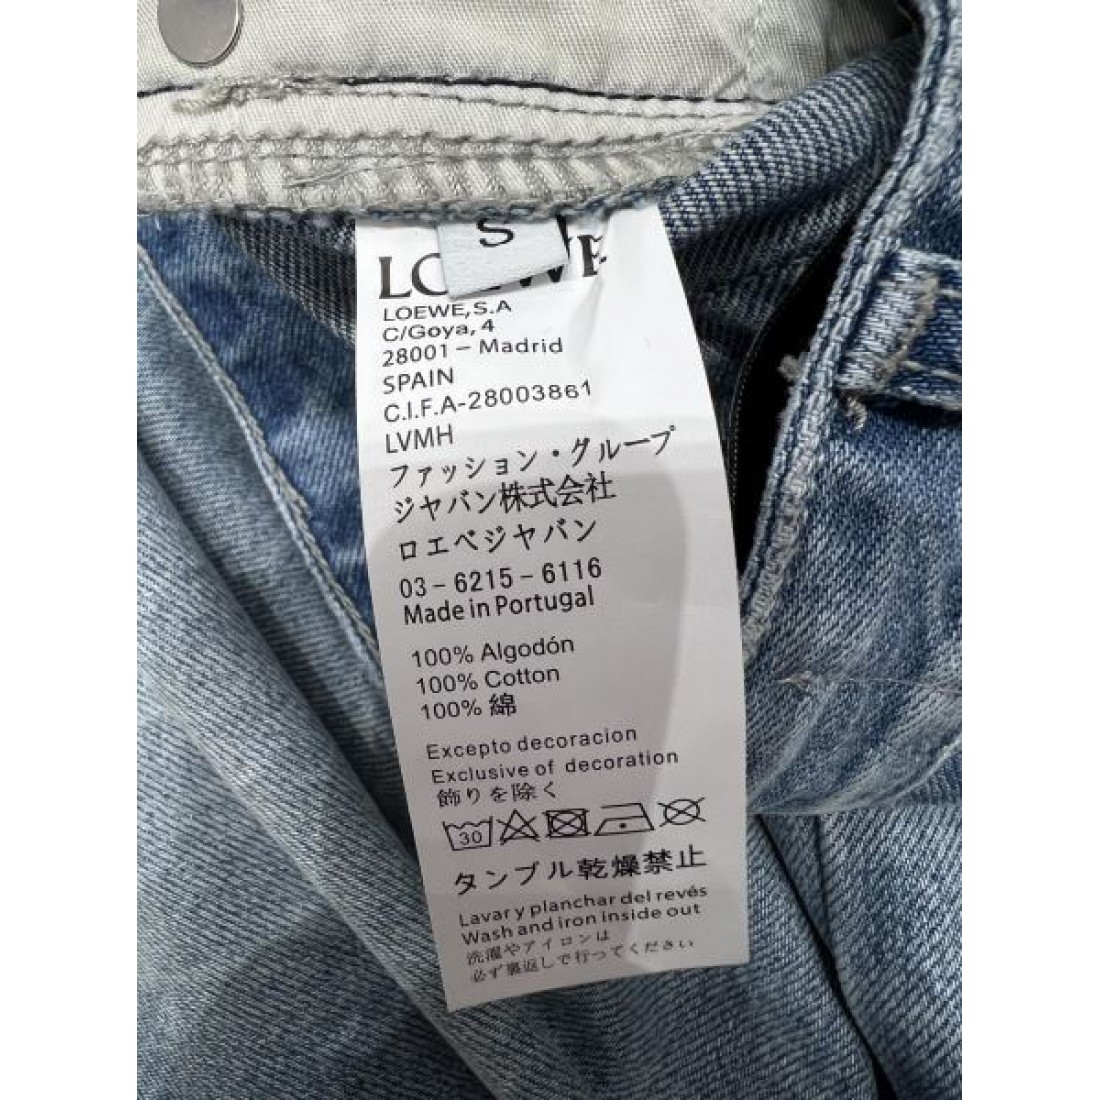 S
LOEWE
LOEWE,S.A
C/Goya, 4
28001 – Madrid
SPAIN
C.I.F.A-28003861
LVMH
ファッション・グループ
ジヤバン株式会社
ロエベジヤバン
03 – 6215 – 6116
Made in Portugal
100% Algodón
100% Cotton
100% 綿
Excepto decoracion
Exclusive of decoration
飾りを除く
30
タンブル乾燥禁止
Lavar y planchar del revés
Wash and iron inside out
洗濯やアイロンは
必ず裏返しで行ってください